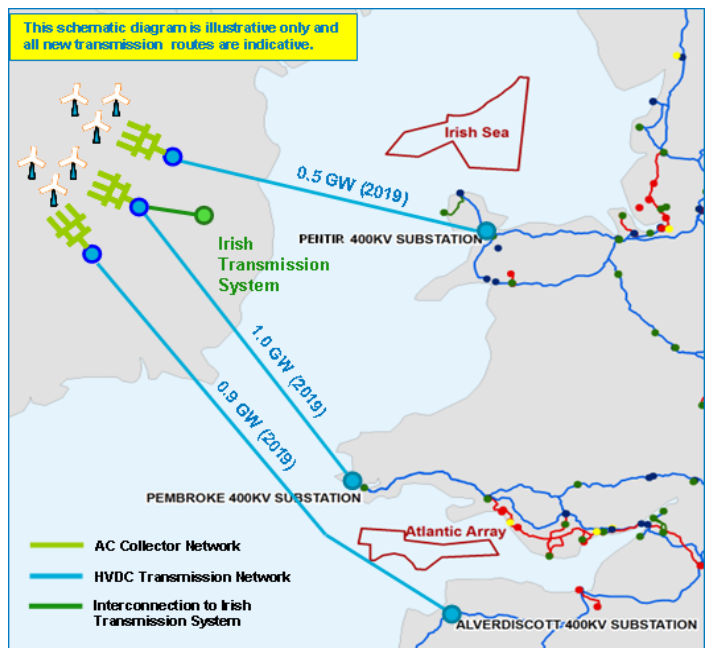 This schematic diagram is illustrative only and
all new transmission routes are indicative.
Irish Sea
0.5 GW (2019)
PENTIR 400KV SUBSTATION
Irish
Transmission
System
1.0 GW (2019)
0.9 GW (2019)
PEMBROKE 400KV SUBSTATION
Atlantic Array
AC Collector Network
HVDC Transmission Network
Interconnection to Irish
Transmission System
ALVERDISCOTT 400KV SUBSTATION